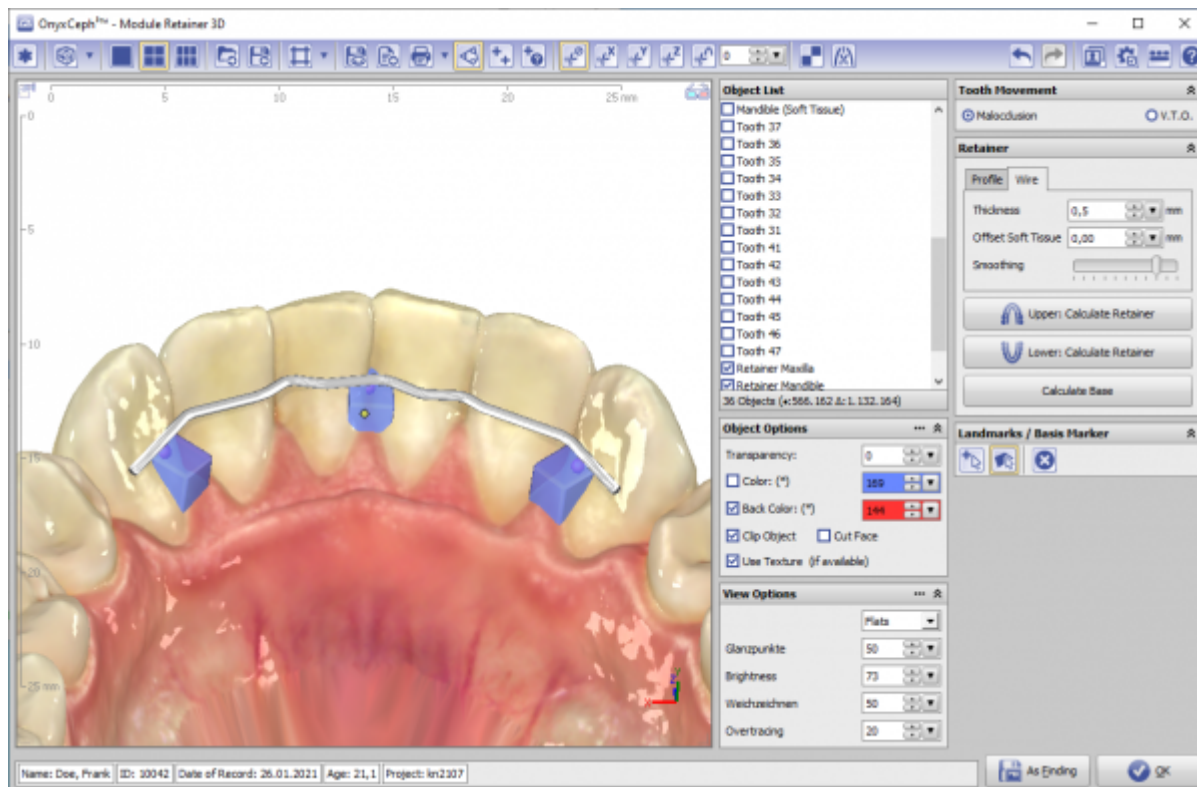 OnyxCeph³™ - Module Retainer 3D
0
0 5 10 15 20 25 mm
0
5
10
15
20
25 mm
Object List
Mandible (Soft Tissue)
Tooth 37
Tooth 36
Tooth 35
Tooth 34
Tooth 33
Tooth 32
Tooth 31
Tooth 41
Tooth 42
Tooth 43
Tooth 44
Tooth 45
Tooth 46
Tooth 47
Retainer Maxilla
Retainer Mandible
36 Objects (•:566.162 Δ:1.132.164)
Object Options
Transparency: 0
Color: (*) 169
Back Color: (*) 144
Clip Object Cut Face
Use Texture (if available)
View Options
Flats
Glanzpunkte 50
Brightness 73
Weichzeichnen 50
Overtracing 20
Tooth Movement
Malocclusion V.T.O.
Retainer
Profile Wire
Thickness 0,5 mm
Offset Soft Tissue 0,00 mm
Smoothing
Upper: Calculate Retainer
Lower: Calculate Retainer
Calculate Base
Landmarks / Basis Marker
Name: Doe, Frank ID: 10042 Date of Record: 26.01.2021 Age: 21,1 Project: kn2107
As Finding OK